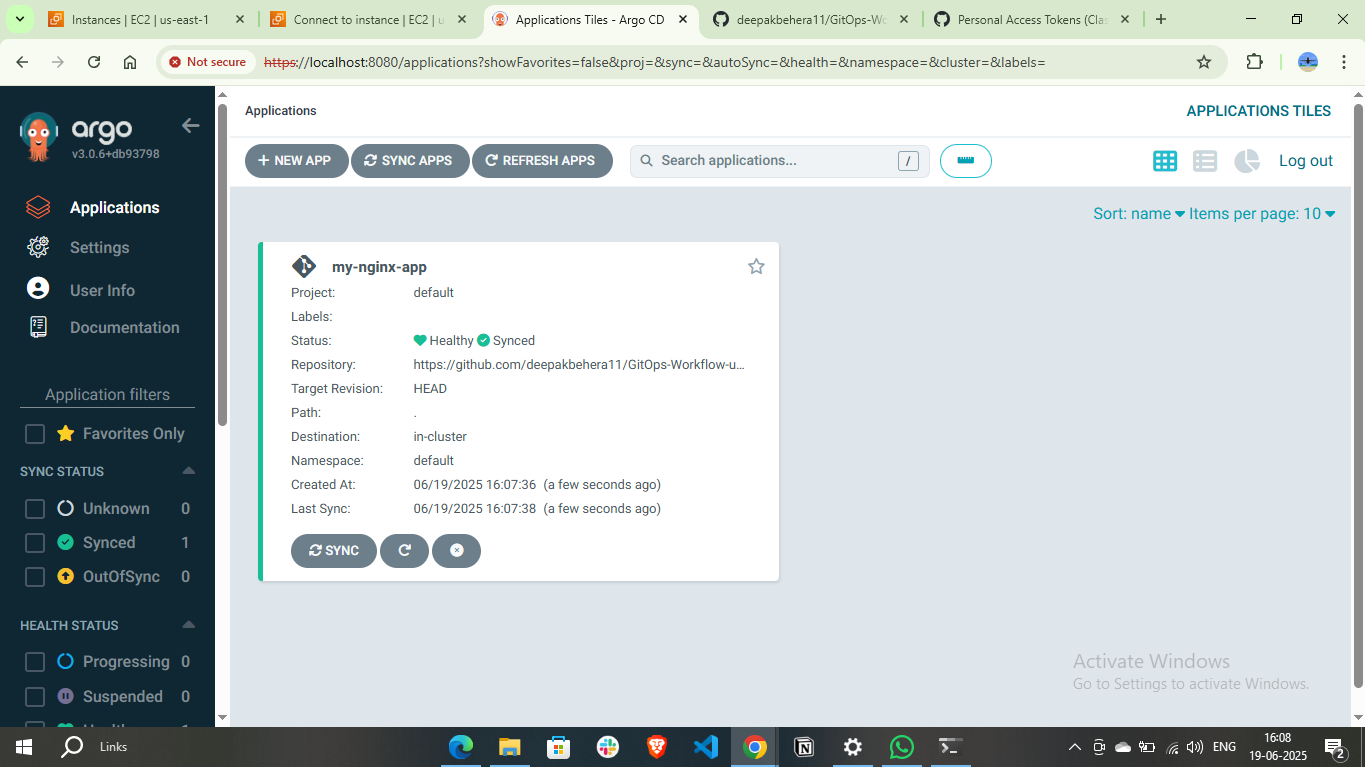 Instances | EC2 | us-east-1
Connect to instance | EC2 | u
Applications Tiles - Argo CD
deepakbehera11/GitOps-Wo
Personal Access Tokens (Clas
Not secure
https://localhost:8080/applications?showFavorites=false&proj=&sync=&autoSync=&health=&namespace=&cluster=&labels=
argo
v3.0.6+db93798
Applications
Settings
User Info
Documentation
Application filters
Favorites Only
SYNC STATUS
Unknown 0
Synced 1
OutOfSync 0
HEALTH STATUS
Progressing 0
Suspended 0
Applications
APPLICATIONS TILES
+ NEW APP
SYNC APPS
REFRESH APPS
Search applications...
/
Log out
Sort: name
Items per page: 10
my-nginx-app
Project: default
Labels:
Status: Healthy Synced
Repository: https://github.com/deepakbehera11/GitOps-Workflow-u...
Target Revision: HEAD
Path: .
Destination: in-cluster
Namespace: default
Created At: 06/19/2025 16:07:36 (a few seconds ago)
Last Sync: 06/19/2025 16:07:38 (a few seconds ago)
SYNC
Activate Windows
Go to Settings to activate Windows.
Links
ENG
16:08
19-06-2025
2